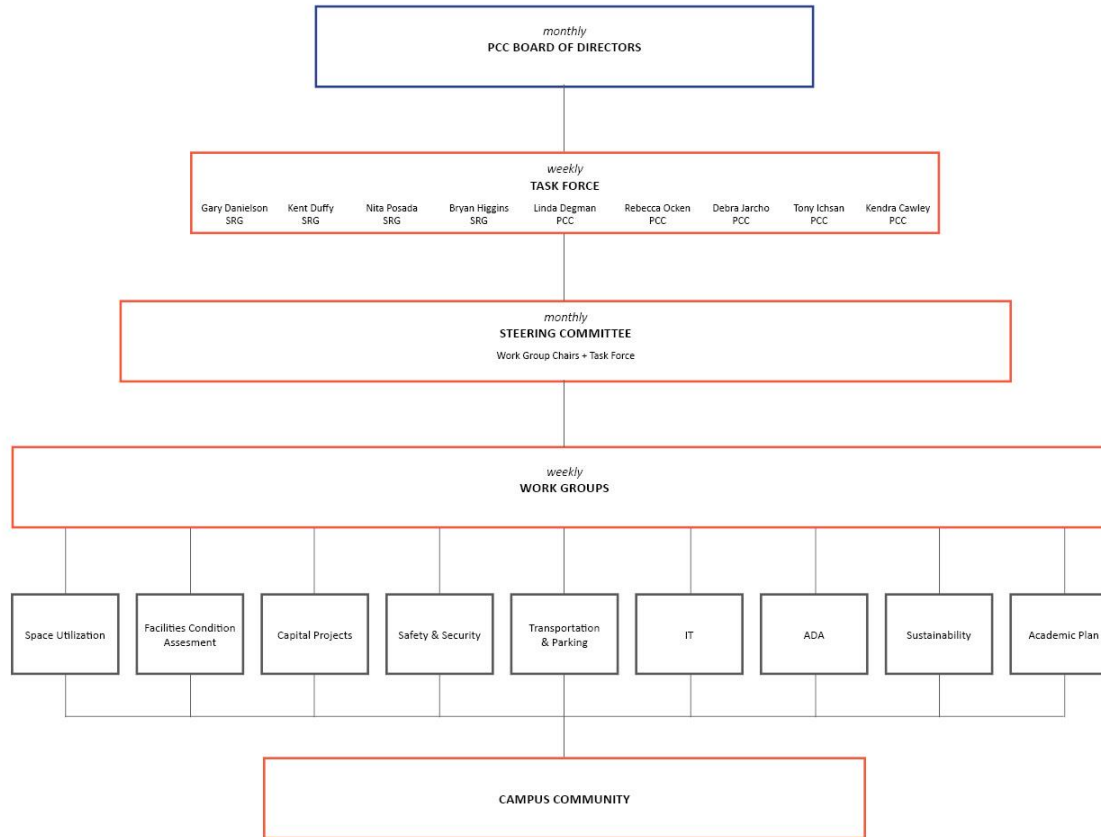 monthly
PCC BOARD OF DIRECTORS
weekly
TASK FORCE
Gary Danielson
SRG
Kent Duffy
SRG
Nita Posada
SRG
Bryan Higgins
SRG
Linda Degman
PCC
Rebecca Ocken
PCC
Debra Jarcho
PCC
Tony Ichsan
PCC
Kendra Cawley
PCC
monthly
STEERING COMMITTEE
Work Group Chairs + Task Force
weekly
WORK GROUPS
Space Utilization
Facilities Condition
Assesment
Capital Projects
Safety & Security
Transportation
& Parking
IT
ADA
Sustainability
Academic Plan
CAMPUS COMMUNITY